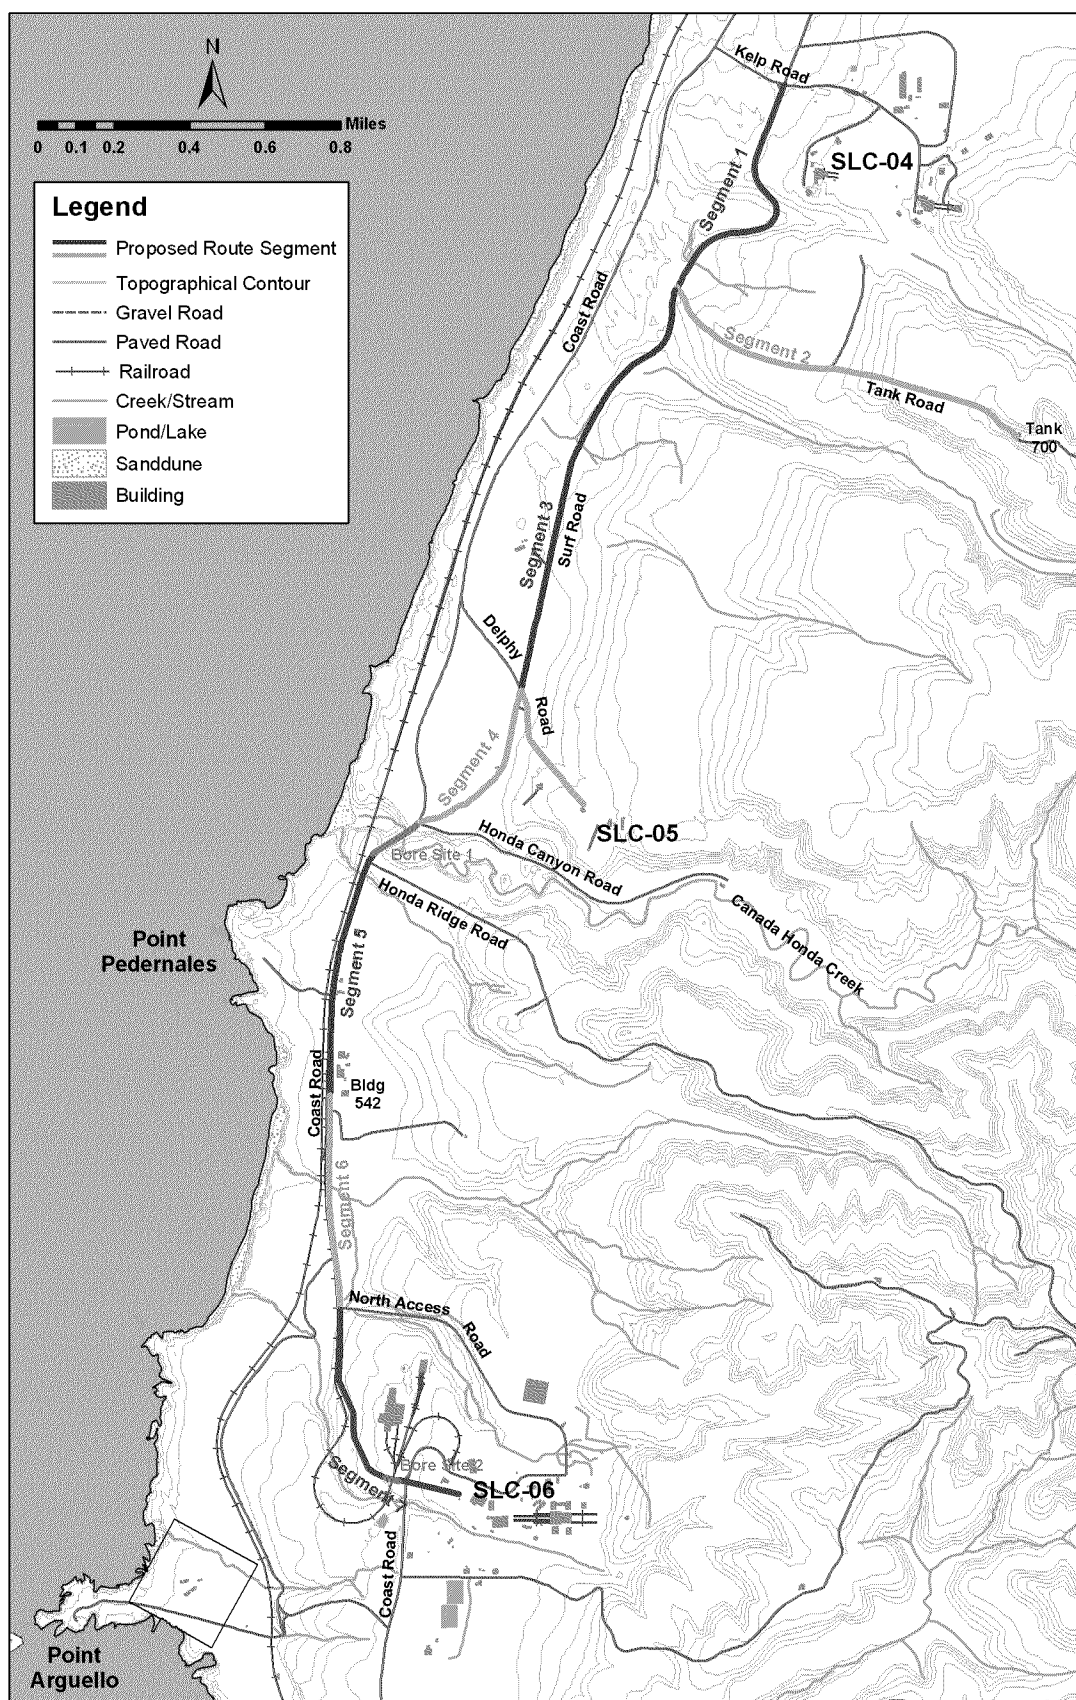 N
Miles
0 0.1 0.2 0.4 0.6 0.8
Legend
Proposed Route Segment
Topographical Contour
Gravel Road
Paved Road
Railroad
Creek/Stream
Pond/Lake
Sanddune
Building
Kelp Road
SLC-04
Segment 1
Coast Road
Segment 2
Tank Road
Tank
700
Segment 3
Surf Road
Delphy
Road
Segment 4
SLC-05
Honda Canyon Road
Bore Site 1
Honda Ridge Road
Canada Honda Creek
Point
Pedernales
Segment 5
Coast Road
Bldg
542
Segment 6
North Access
Road
Bore Site 2
Segment 7
SLC-06
Coast Road
Point
Arguello